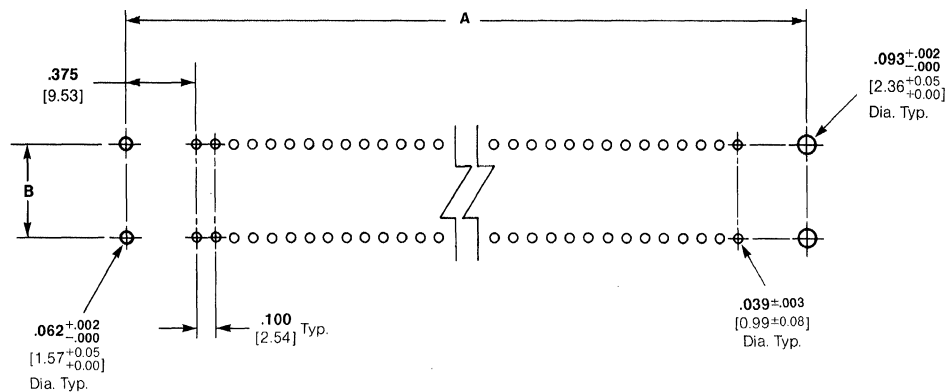 A
.375
[9.53]
.093 +.002 −.000
[2.36 +0.05 +0.00]
Dia. Typ.
B
.062 +.002 −.000
[1.57 +0.05 +0.00]
Dia. Typ.
.100
[2.54] Typ.
.039 ±.003
[0.99 ±0.08]
Dia. Typ.